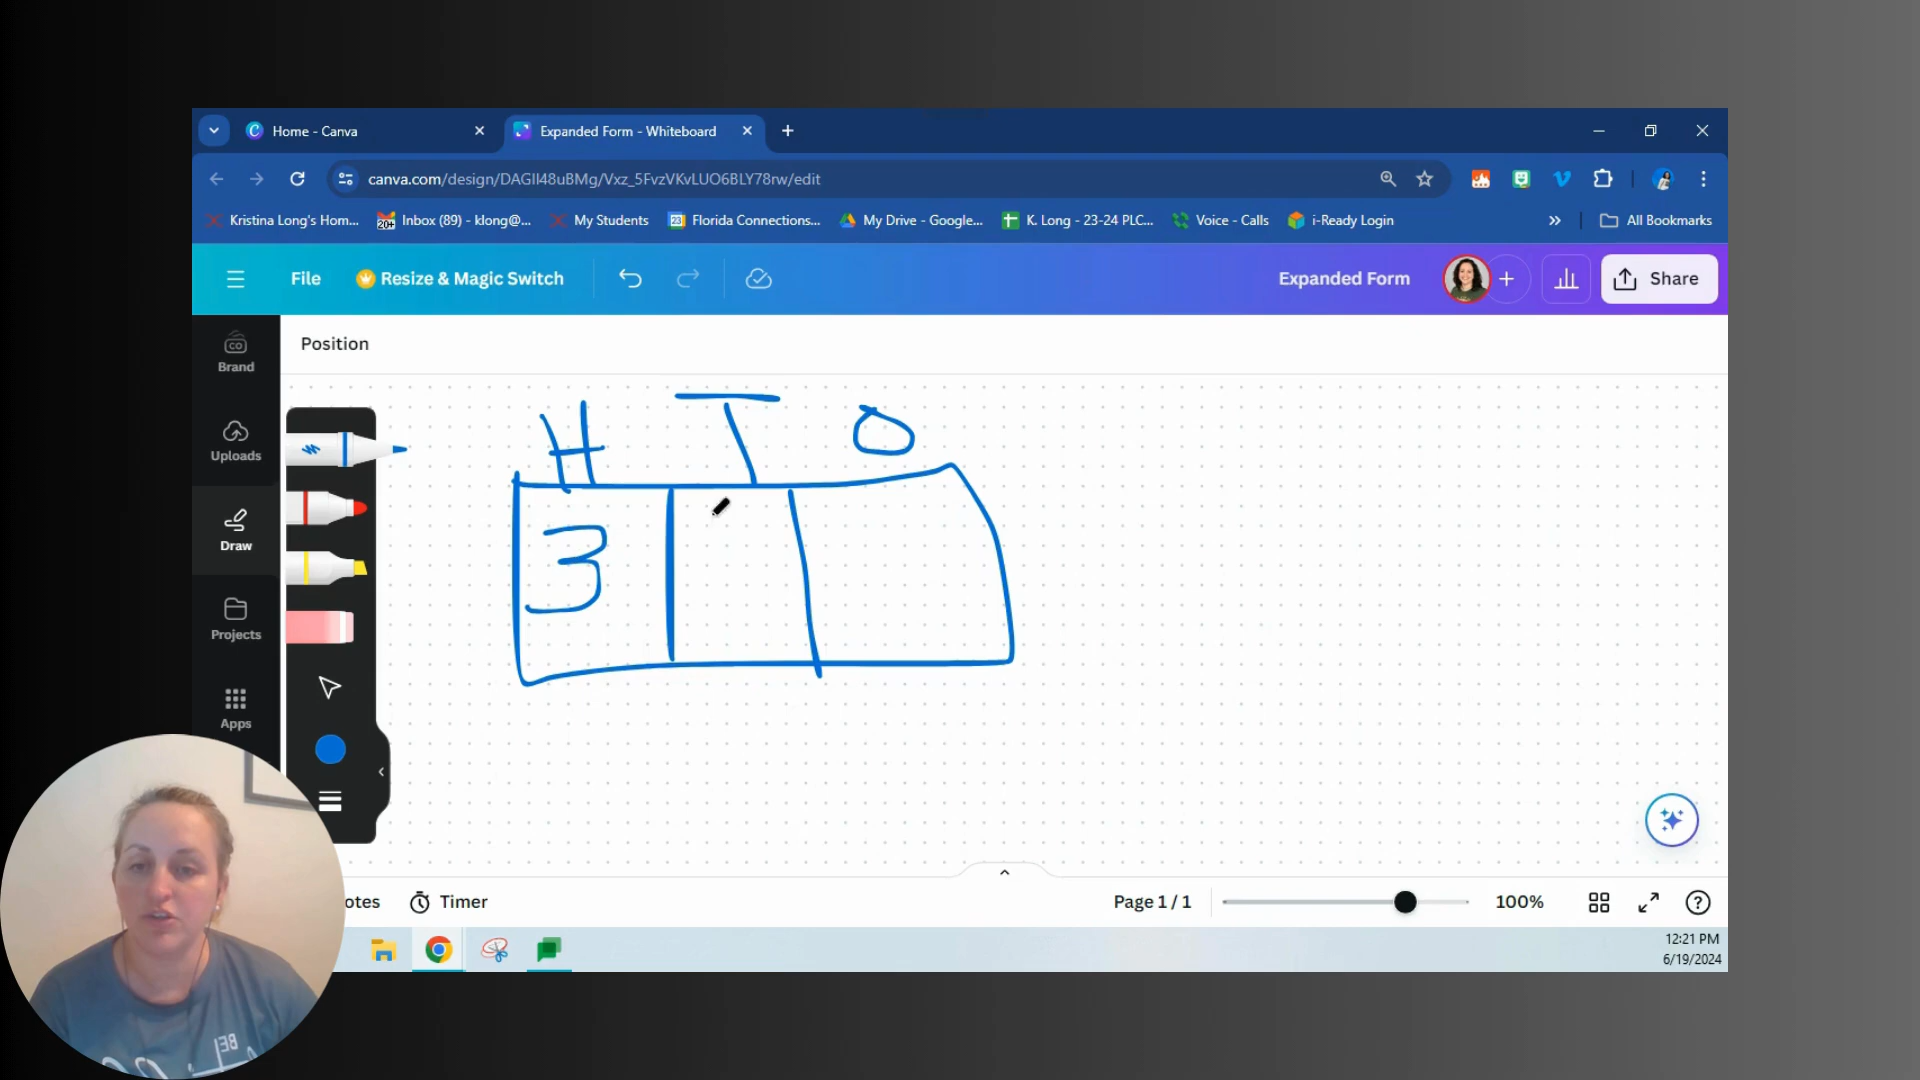 Home - Canva
Expanded Form - Whiteboard
canva.com/design/DAGII48uBMg/Vxz_5FvzVKvLUO6BLY78rw/edit
Kristina Long's Hom...
20+
Inbox (89) - klong@...
My Students
23
Florida Connections...
My Drive - Google...
K. Long - 23-24 PLC...
Voice - Calls
i-Ready Login
»
All Bookmarks
File
Resize & Magic Switch
Expanded Form
Share
Position
CO
Brand
Uploads
Draw
Projects
Apps
H T O
3
otes
Timer
Page 1 / 1
100%
12:21 PM
6/19/2024